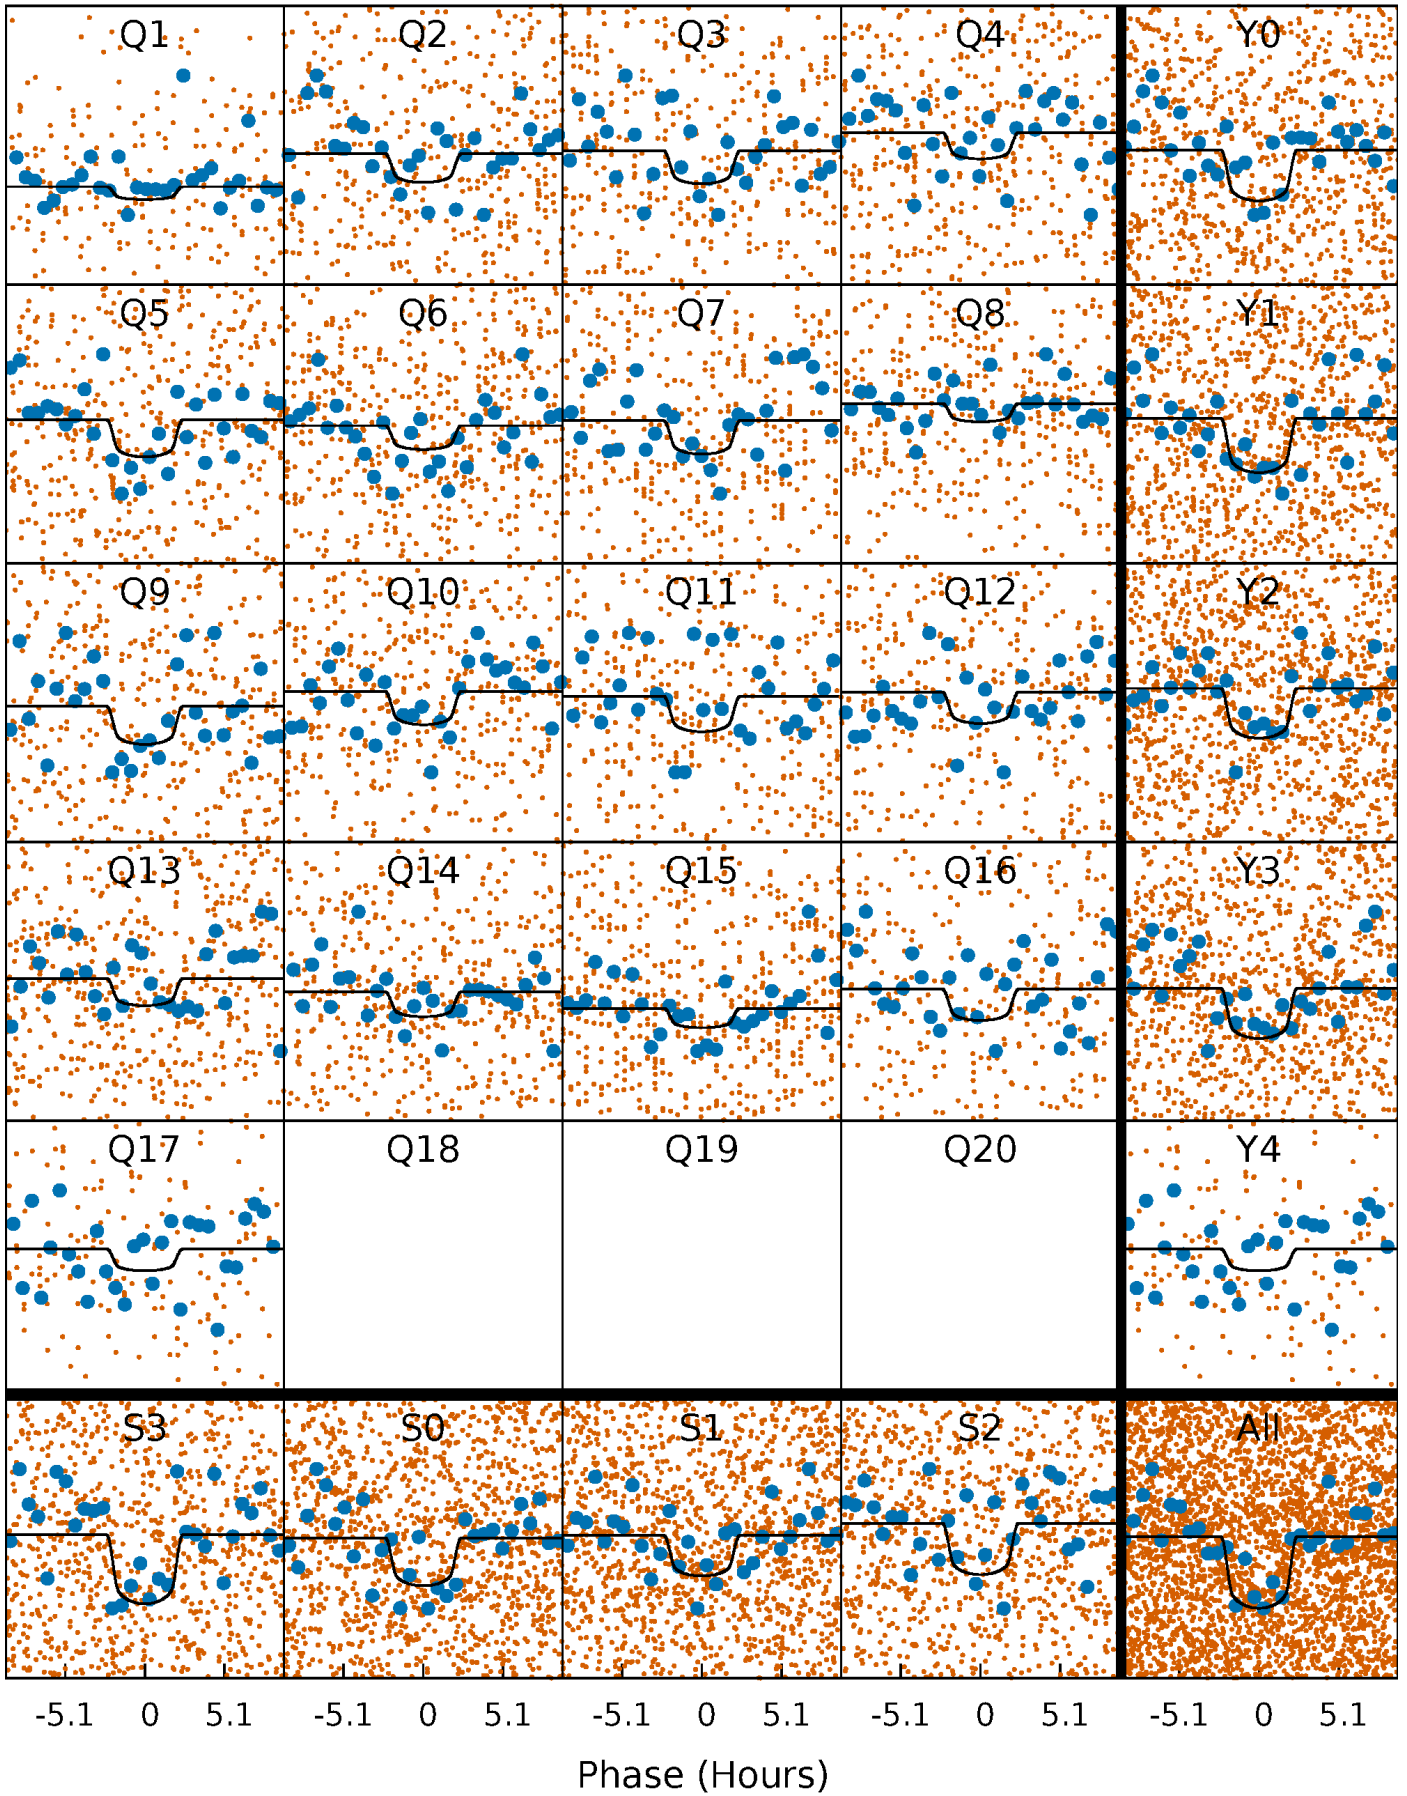 Q1 Q2 Q3 Q4 Y0
Q5 Q6 Q7 Q8 Y1
Q9 Q10 Q11 Q12 Y2
Q13 Q14 Q15 Q16 Y3
Q17 Q18 Q19 Q20 Y4
S3 S0 S1 S2 All
-5.1 0 5.1 -5.1 0 5.1 -5.1 0 5.1 -5.1 0 5.1 -5.1 0 5.1
Phase (Hours)